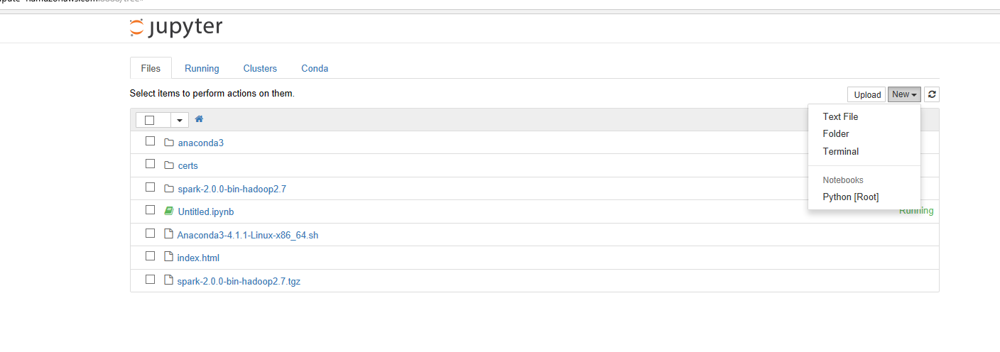 jupyter
Files Running Clusters Conda
Select items to perform actions on them.
Upload New
Text File
Folder
Terminal
Notebooks
Python [Root]
anaconda3
certs
spark-2.0.0-bin-hadoop2.7
Untitled.ipynb
Running
Anaconda3-4.1.1-Linux-x86_64.sh
index.html
spark-2.0.0-bin-hadoop2.7.tgz